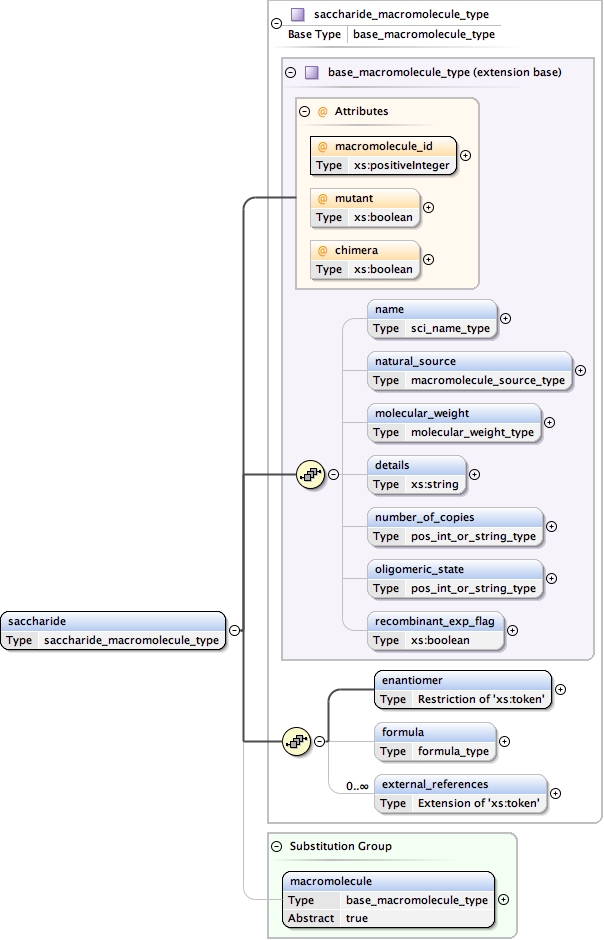 saccharide_macromolecule_type
Base Type base_macromolecule_type
base_macromolecule_type (extension base)
@ Attributes
@ macromolecule_id
Type xs:positiveInteger
@ mutant
Type xs:boolean
@ chimera
Type xs:boolean
name
Type sci_name_type
natural_source
Type macromolecule_source_type
molecular_weight
Type molecular_weight_type
details
Type xs:string
number_of_copies
Type pos_int_or_string_type
oligomeric_state
Type pos_int_or_string_type
recombinant_exp_flag
Type xs:boolean
saccharide
Type saccharide_macromolecule_type
enantiomer
Type Restriction of 'xs:token'
formula
Type formula_type
0..∞
external_references
Type Extension of 'xs:token'
Substitution Group
macromolecule
Type base_macromolecule_type
Abstract true